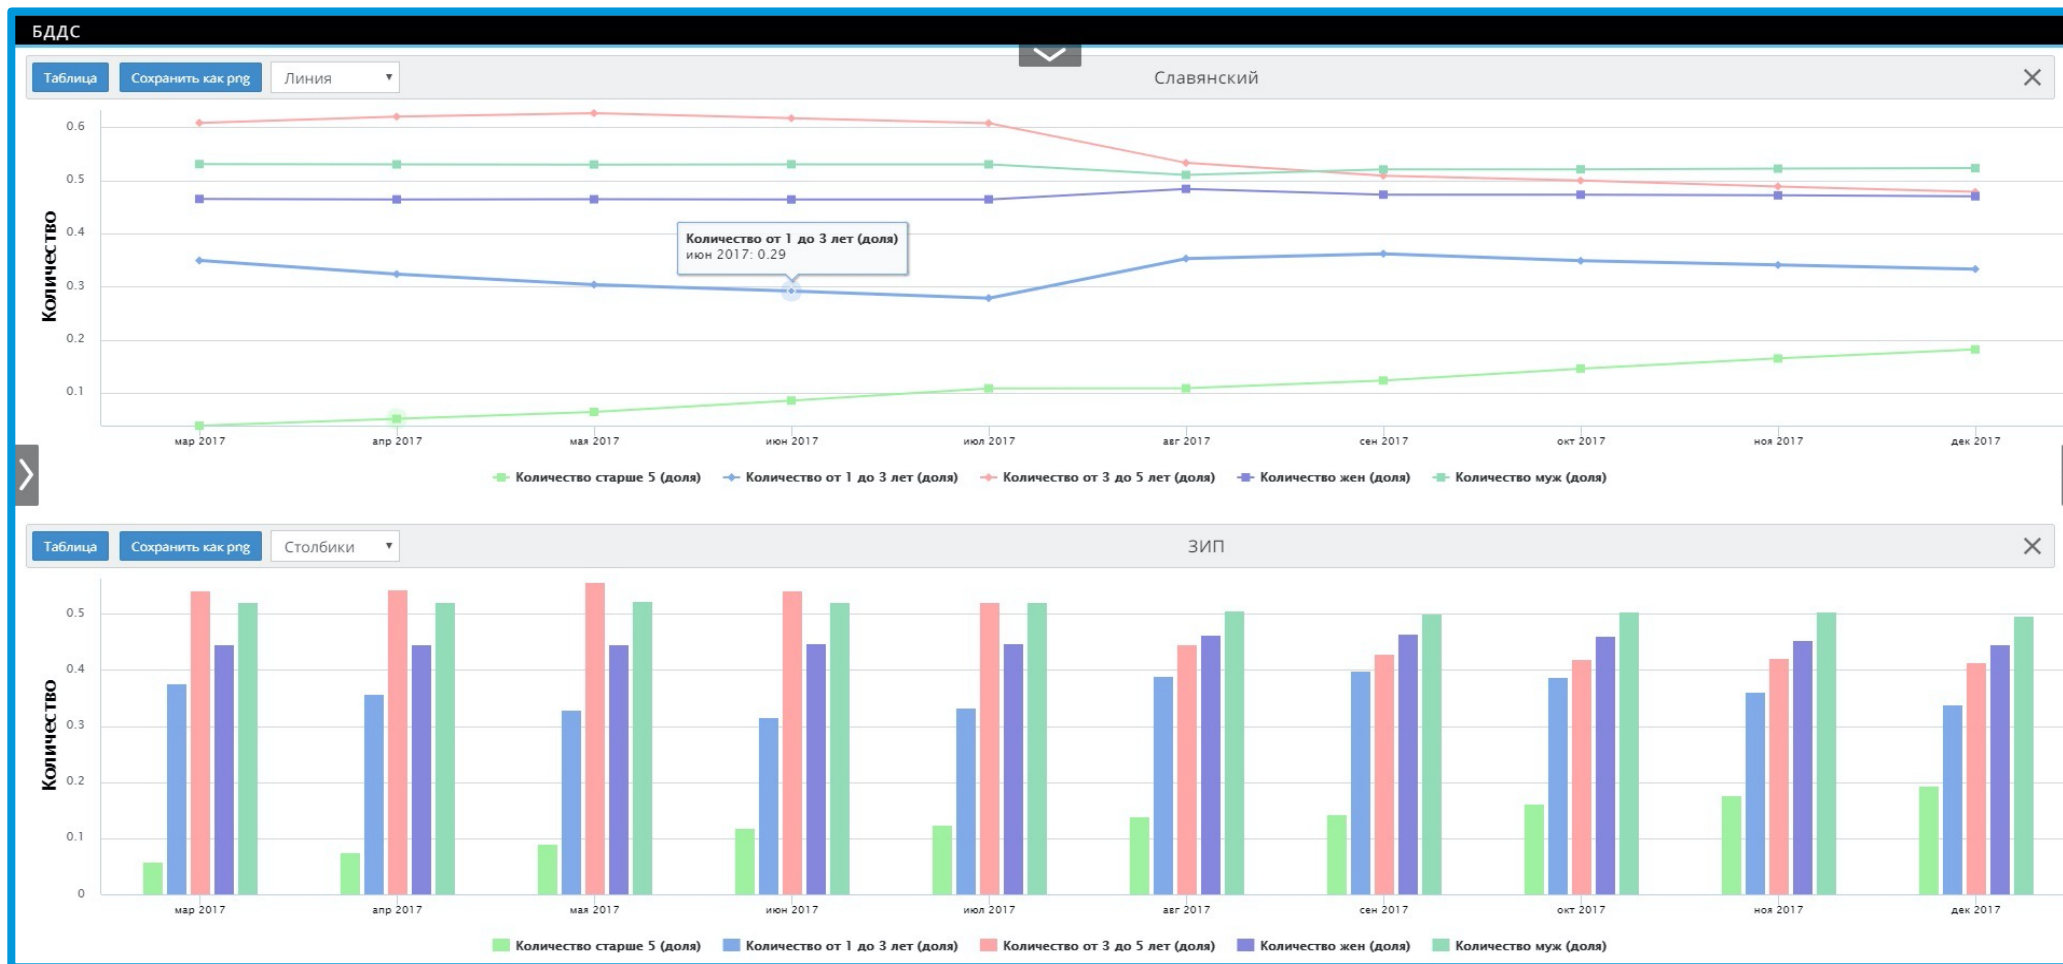 БДДС
Таблица Сохранить как png Линия Славянский
Количество
0.6
0.5
0.4
0.3
0.2
0.1
Количество от 1 до 3 лет (доля)
июн 2017: 0.29
мар 2017 апр 2017 мая 2017 июн 2017 июл 2017 авг 2017 сен 2017 окт 2017 ноя 2017 дек 2017
Количество старше 5 (доля) Количество от 1 до 3 лет (доля) Количество от 3 до 5 лет (доля) Количество жен (доля) Количество муж (доля)
Таблица Сохранить как png Столбики ЗИП
Количество
0.5
0.4
0.3
0.2
0.1
0
мар 2017 апр 2017 мая 2017 июн 2017 июл 2017 авг 2017 сен 2017 окт 2017 ноя 2017 дек 2017
Количество старше 5 (доля) Количество от 1 до 3 лет (доля) Количество от 3 до 5 лет (доля) Количество жен (доля) Количество муж (доля)